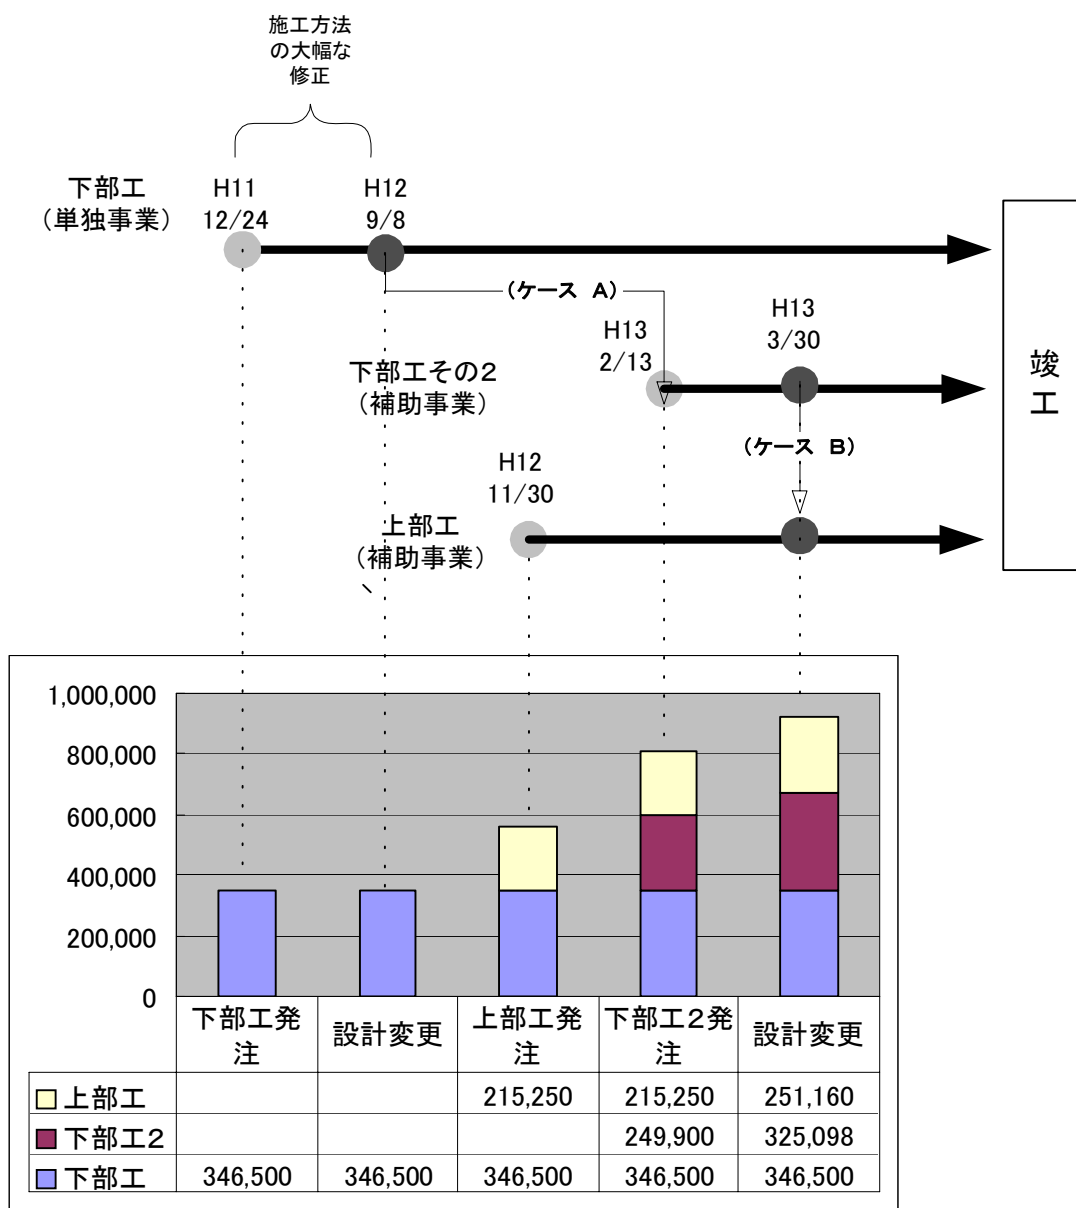 施工方法
の大幅な
修正
下部工
（単独事業）
H11
12/24
H12
9/8
（ケース A）
H13
2/13
H13
3/30
下部工その2
（補助事業）
（ケース B）
H12
11/30
上部工
（補助事業）
、
竣
工
1,000,000
800,000
600,000
400,000
200,000
0
下部工発
注
設計変更
上部工発
注
下部工2発
注
設計変更
上部工 215,250 215,250 251,160
下部工2 249,900 325,098
下部工 346,500 346,500 346,500 346,500 346,500